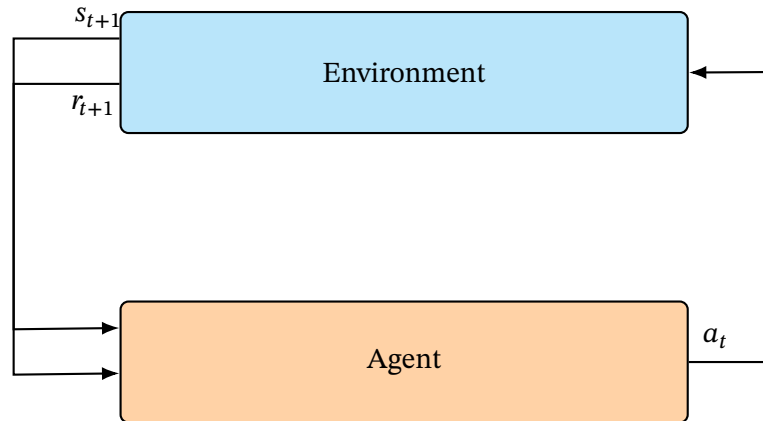 s_{t+1}
Environment
r_{t+1}
a_t
Agent